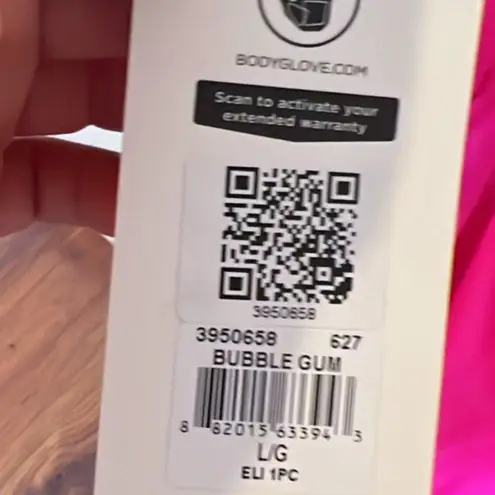 BODYGLOVE.COM
Scan to activate your
extended warranty
3950658
3950658 627
BUBBLE GUM
8 82015 63394 3
L/G
ELI 1PC